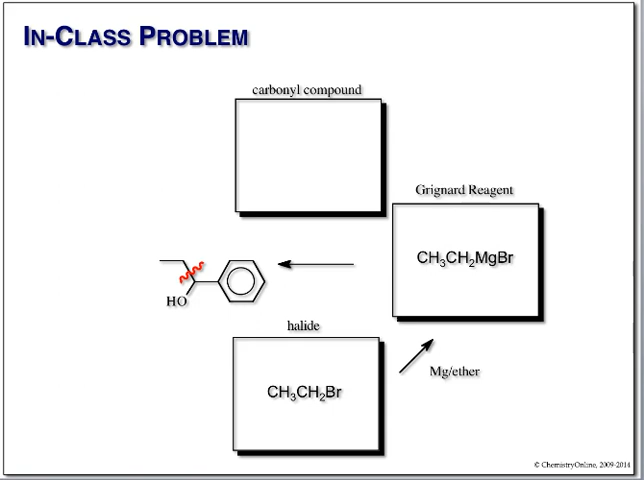 IN-CLASS PROBLEM
carbonyl compound
Grignard Reagent
CH₃CH₂MgBr
HO
halide
CH₃CH₂Br
Mg/ether
© ChemistryOnline, 2009-2014